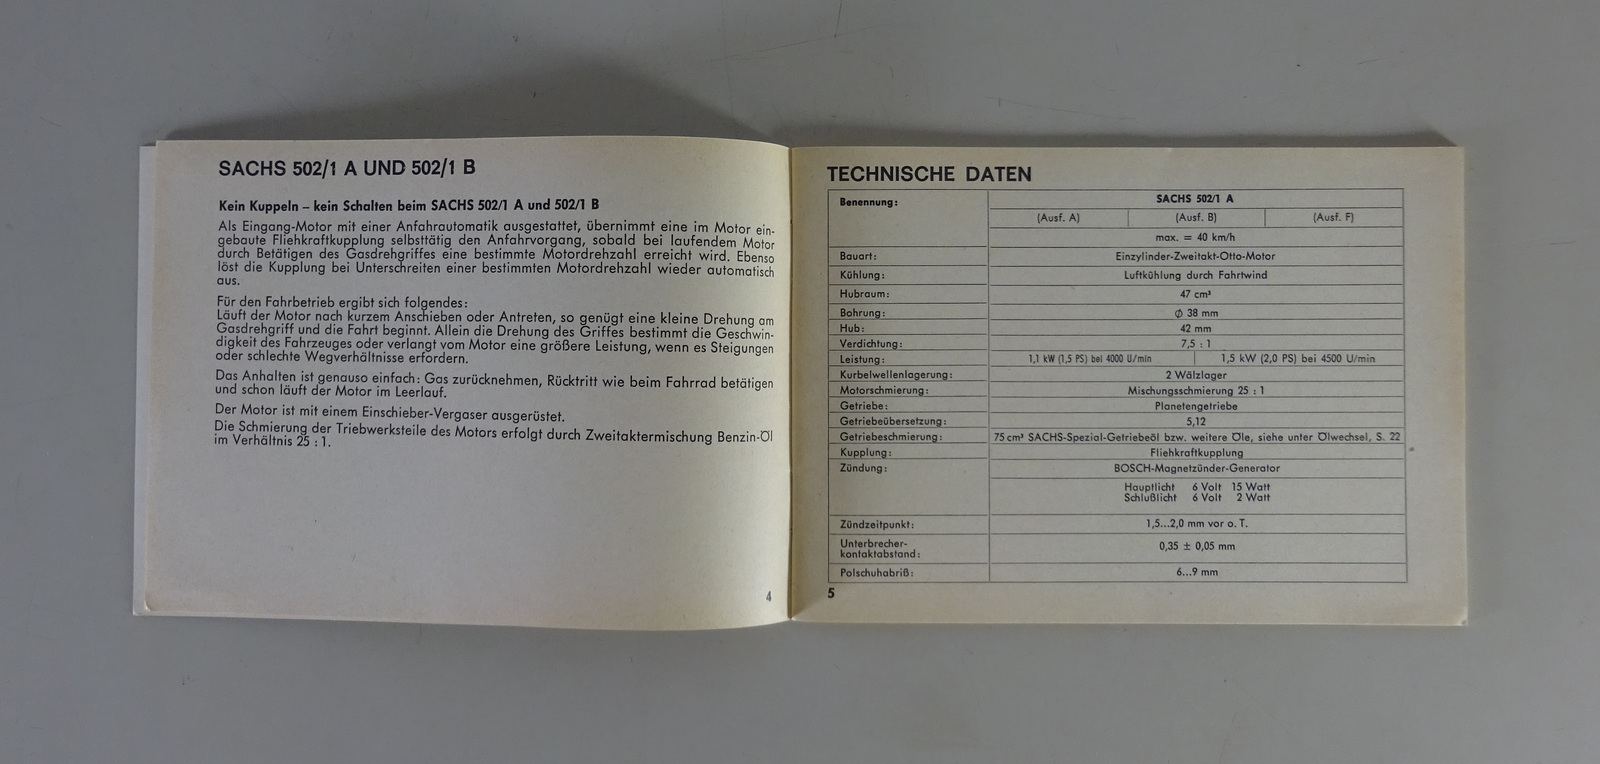 SACHS 502/1 A UND 502/1 B
Kein Kuppeln – kein Schalten beim SACHS 502/1 A und 502/1 B
Als Eingang-Motor mit einer Anfahrautomatik ausgestattet, übernimmt eine im Motor ein-
gebaute Fliehkraftkupplung selbsttätig den Anfahrvorgang, sobald bei laufendem Motor
durch Betätigen des Gasdrehgriffes eine bestimmte Motordrehzahl erreicht wird. Ebenso
löst die Kupplung bei Unterschreiten einer bestimmten Motordrehzahl wieder automatisch
aus.
Für den Fahrbetrieb ergibt sich folgendes:
Läuft der Motor nach kurzem Anschieben oder Antreten, so genügt eine kleine Drehung am
Gasdrehgriff und die Fahrt beginnt. Allein die Drehung des Griffes bestimmt die Geschwin-
digkeit des Fahrzeuges oder verlangt vom Motor eine größere Leistung, wenn es Steigungen
oder schlechte Wegverhältnisse erfordern.
Das Anhalten ist genauso einfach: Gas zurücknehmen, Rücktritt wie beim Fahrrad betätigen
und schon läuft der Motor im Leerlauf.
Der Motor ist mit einem Einschieber-Vergaser ausgerüstet.
Die Schmierung der Triebwerksteile des Motors erfolgt durch Zweitaktermischung Benzin-Öl
im Verhältnis 25 : 1.
4
TECHNISCHE DATEN
Benennung: SACHS 502/1 A
(Ausf. A) (Ausf. B) (Ausf. F)
max. = 40 km/h
Bauart: Einzylinder-Zweitakt-Otto-Motor
Kühlung: Luftkühlung durch Fahrtwind
Hubraum: 47 cm³
Bohrung: ∅ 38 mm
Hub: 42 mm
Verdichtung: 7,5 : 1
Leistung: 1,1 kW (1,5 PS) bei 4000 U/min 1,5 kW (2,0 PS) bei 4500 U/min
Kurbelwellenlagerung: 2 Wälzlager
Motorschmierung: Mischungsschmierung 25 : 1
Getriebe: Planetengetriebe
Getriebeübersetzung: 5,12
Getriebeschmierung: 75 cm³ SACHS-Spezial-Getriebeöl bzw. weitere Öle, siehe unter Ölwechsel, S. 22
Kupplung: Fliehkraftkupplung
Zündung: BOSCH-Magnetzünder-Generator
Hauptlicht 6 Volt 15 Watt
Schlußlicht 6 Volt 2 Watt
Zündzeitpunkt: 1,5...2,0 mm vor o. T.
Unterbrecher-
kontaktabstand: 0,35 ± 0,05 mm
Polschuhabriß: 6...9 mm
5